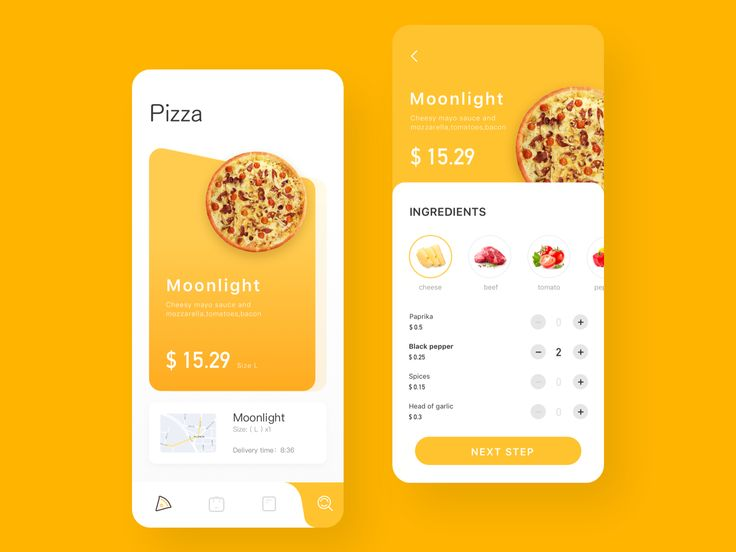 Pizza
Moonlight
Cheesy mayo sauce and
mozzarella,tomatoes,bacon
$ 15.29 Size L
Moonlight
Size: ( L ) x1
Delivery time: 8:36
Moonlight
Cheesy mayo sauce and
mozzarella,tomatoes,bacon
$ 15.29
INGREDIENTS
cheese beef tomato
Paprika
$ 0.5
0
Black pepper
$ 0.25
2
Spices
$ 0.15
0
Head of garlic
$ 0.3
0
NEXT STEP